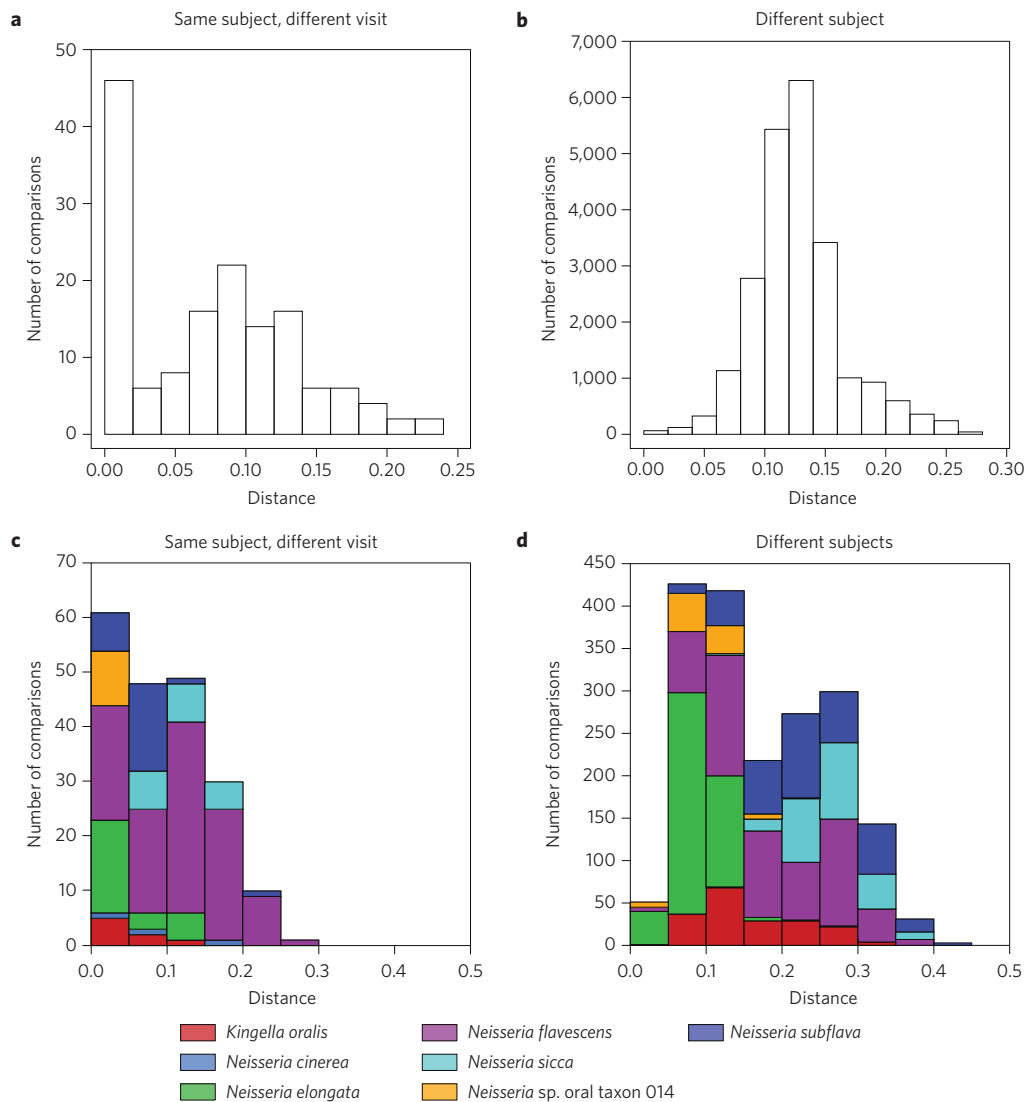 a Same subject, different visit
50
40
30
20
10
0
Number of comparisons
0.00 0.05 0.10 0.15 0.20 0.25
Distance
b Different subject
7,000
6,000
5,000
4,000
3,000
2,000
1,000
0
Number of comparisons
0.00 0.05 0.10 0.15 0.20 0.25 0.30
Distance
c Same subject, different visit
70
60
50
40
30
20
10
0
Number of comparisons
0.0 0.1 0.2 0.3 0.4 0.5
Distance
d Different subjects
450
400
350
300
250
200
150
100
50
0
Number of comparisons
0.0 0.1 0.2 0.3 0.4 0.5
Distance
Kingella oralis
Neisseria cinerea
Neisseria elongata
Neisseria flavescens
Neisseria sicca
Neisseria sp. oral taxon 014
Neisseria subflava